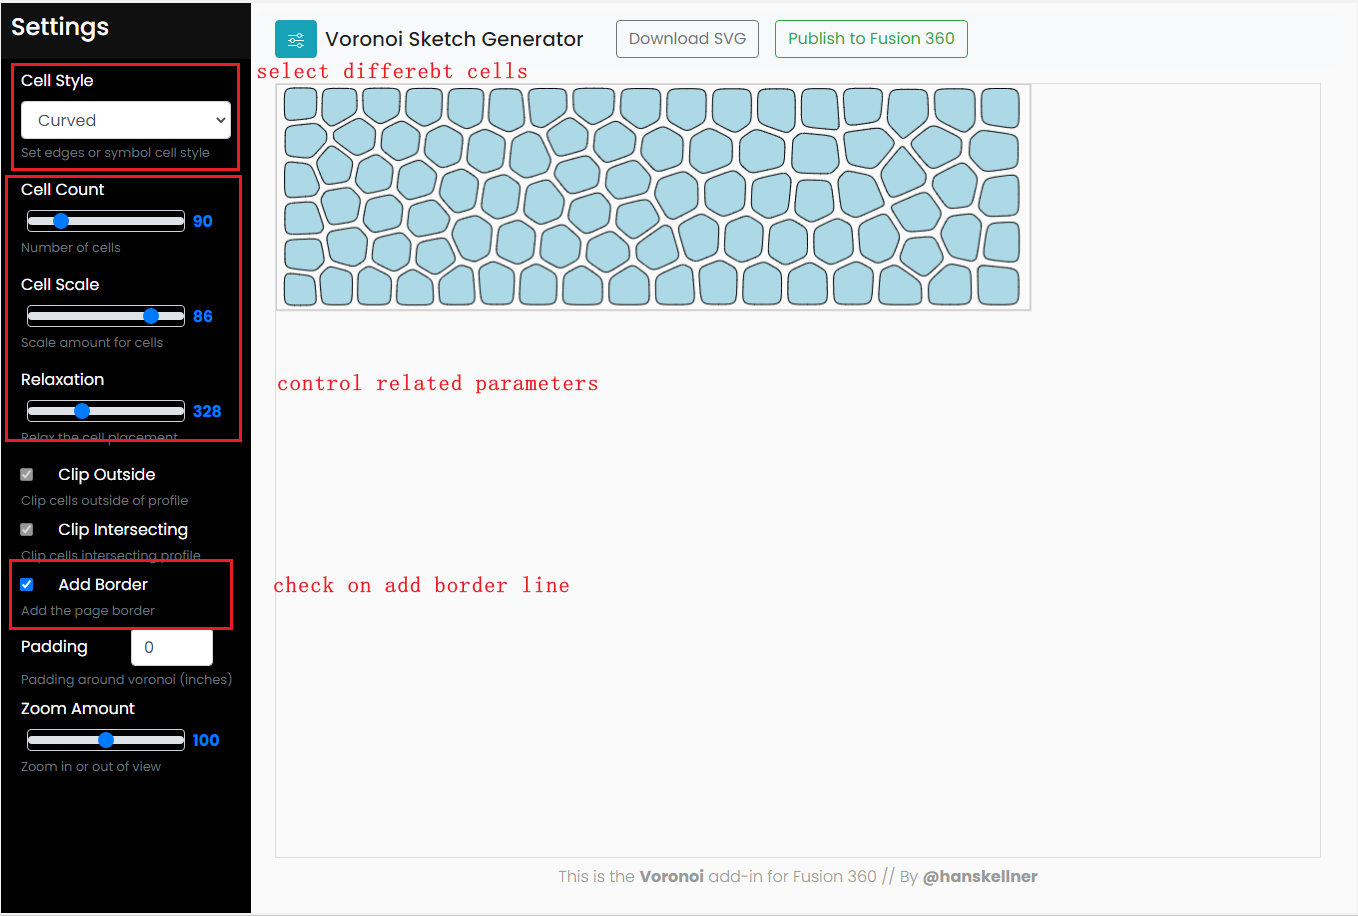 Settings
Voronoi Sketch Generator
Download SVG
Publish to Fusion 360
select differebt cells
Cell Style
Curved
Set edges or symbol cell style
Cell Count
90
Number of cells
Cell Scale
86
Scale amount for cells
control related parameters
Relaxation
328
Relax the cell placement
Clip Outside
Clip cells outside of profile
Clip Intersecting
Clip cells intersecting profile
Add Border
check on add border line
Add the page border
Padding
0
Padding around voronoi (inches)
Zoom Amount
100
Zoom in or out of view
This is the Voronoi add-in for Fusion 360 // By @hanskellner